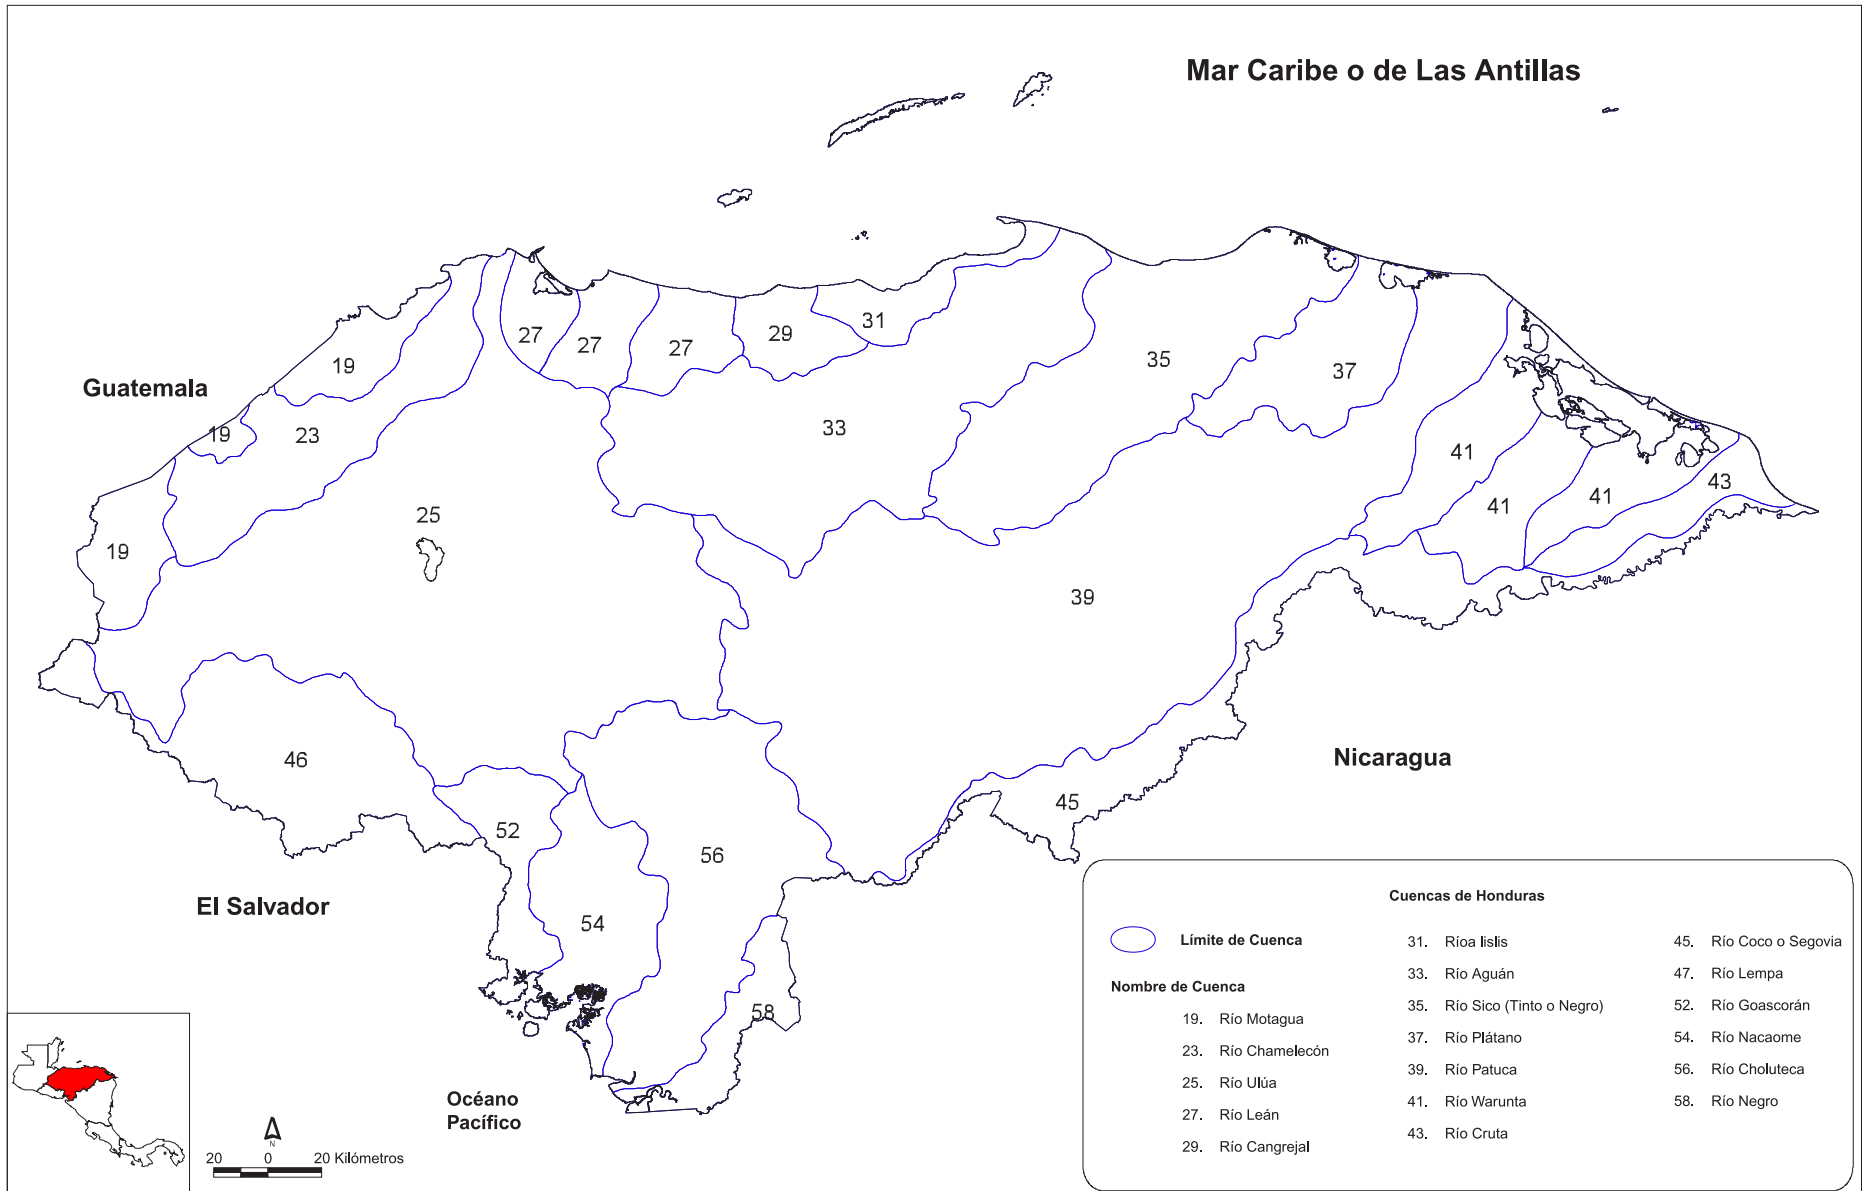 Mar Caribe o de Las Antillas
31
27
29
27
27
35
19
37
Guatemala
33
19
23
41
43
41
41
25
19
39
Nicaragua
46
45
52
56
El Salvador
54
58
Océano
Pacífico
N
20 0 20 Kilómetros
Cuencas de Honduras
Límite de Cuenca
Nombre de Cuenca
19. Río Motagua
23. Río Chamelecón
25. Río Ulúa
27. Río Leán
29. Río Cangrejal
31. Ríoa lislis
33. Río Aguán
35. Río Sico (Tinto o Negro)
37. Río Plátano
39. Río Patuca
41. Río Warunta
43. Río Cruta
45. Río Coco o Segovia
47. Río Lempa
52. Río Goascorán
54. Río Nacaome
56. Río Choluteca
58. Río Negro